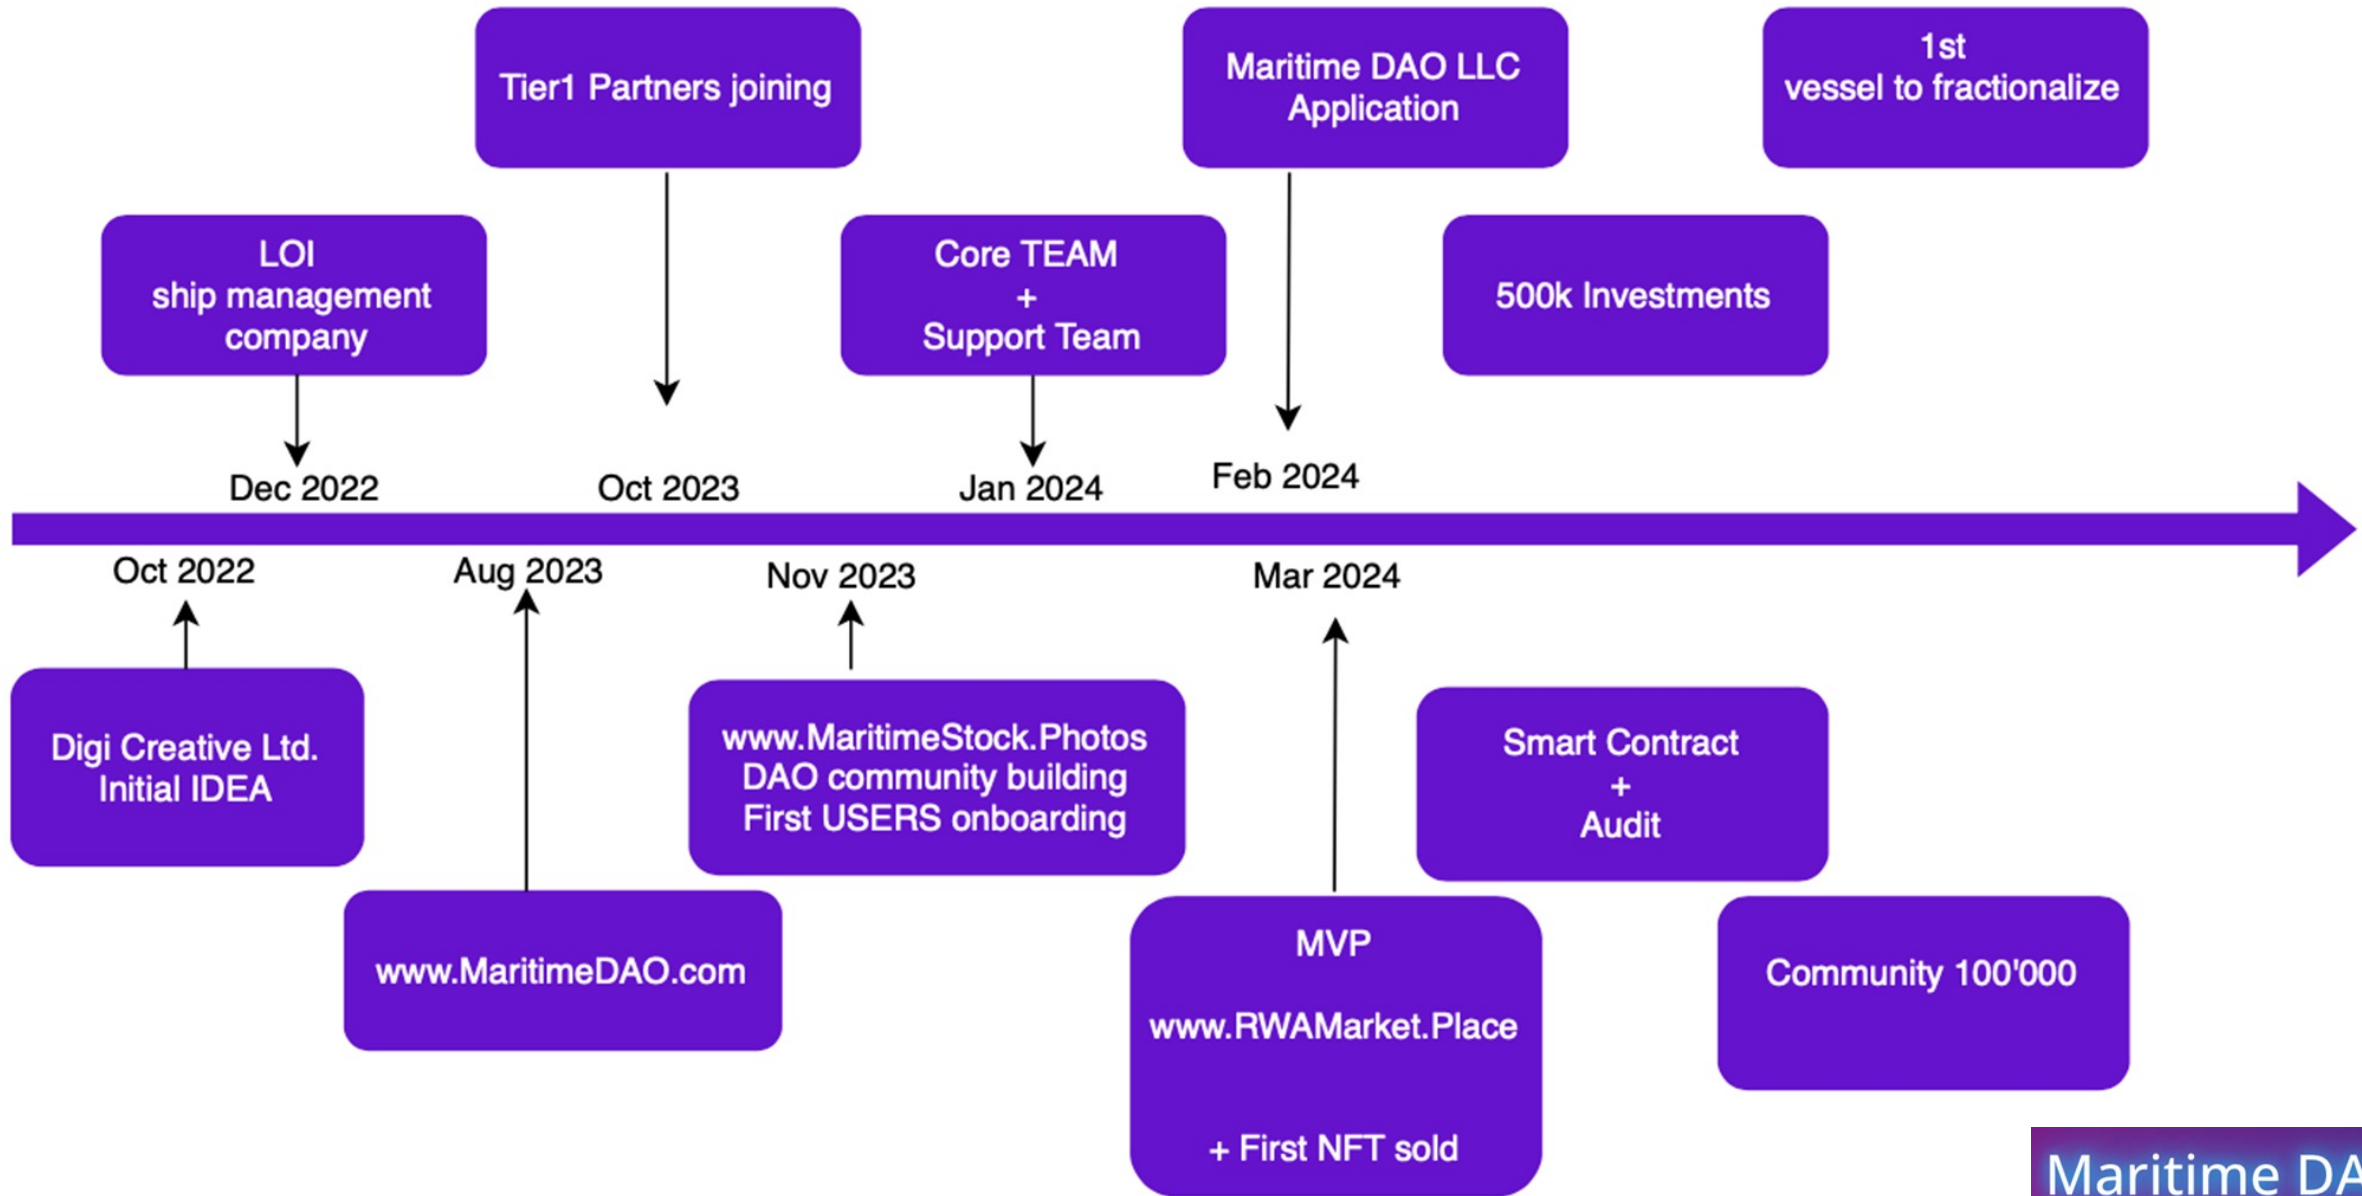 Tier1 Partners joining
Maritime DAO LLC
Application
1st
vessel to fractionalize
LOI
ship management
company
Core TEAM
+
Support Team
500k Investments
Dec 2022
Oct 2023
Jan 2024
Feb 2024
Oct 2022
Aug 2023
Nov 2023
Mar 2024
Digi Creative Ltd.
Initial IDEA
www.MaritimeStock.Photos
DAO community building
First USERS onboarding
Smart Contract
+
Audit
www.MaritimeDAO.com
MVP
www.RWAMarket.Place
+ First NFT sold
Community 100'000
Maritime DA